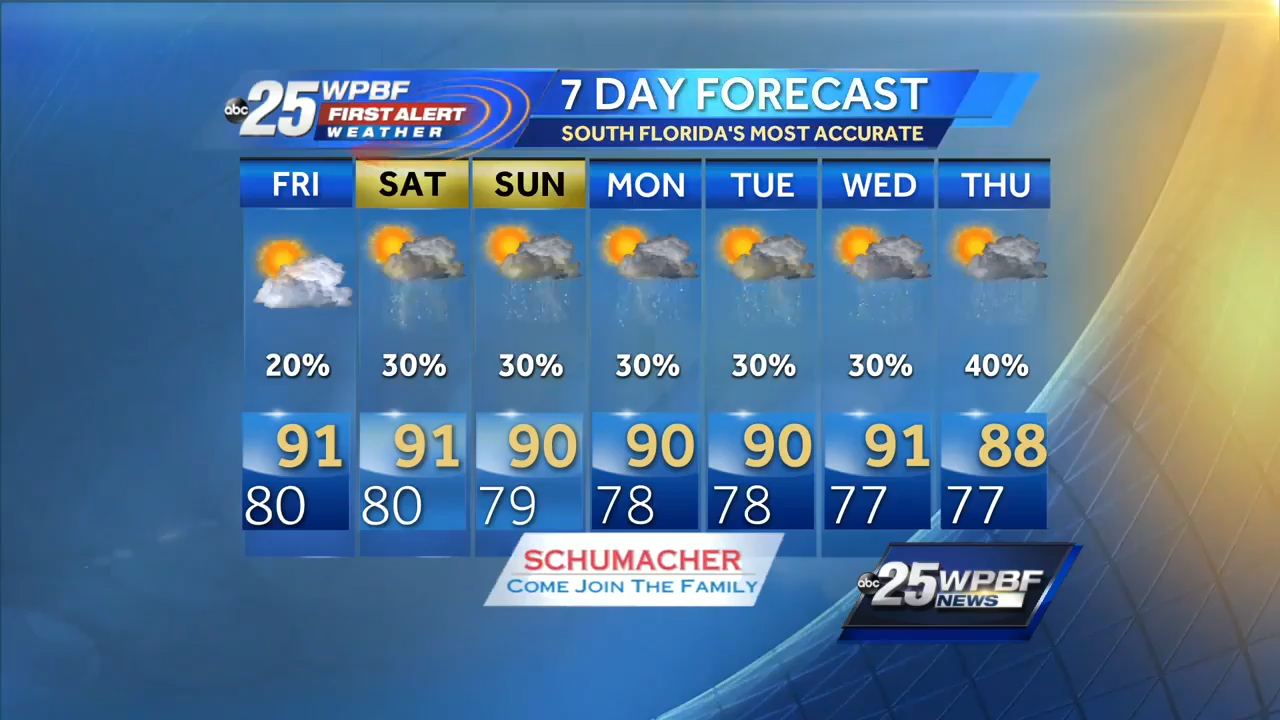 abc 25 WPBF
FIRST ALERT
WEATHER
7 DAY FORECAST
SOUTH FLORIDA'S MOST ACCURATE
FRI SAT SUN MON TUE WED THU
20% 30% 30% 30% 30% 30% 40%
91 91 90 90 90 91 88
80 80 79 78 78 77 77
SCHUMACHER
COME JOIN THE FAMILY
abc 25 WPBF
NEWS